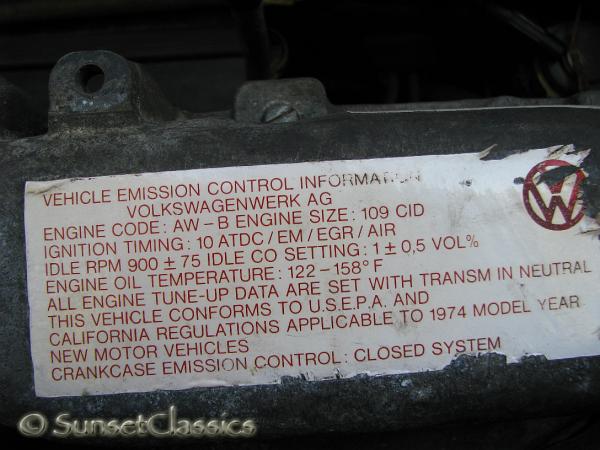 VEHICLE EMISSION CONTROL INFORMATION
VOLKSWAGENWERK AG
ENGINE CODE: AW-B ENGINE SIZE: 109 CID
IGNITION TIMING: 10 ATDC/EM/EGR/AIR
IDLE RPM 900 ± 75 IDLE CO SETTING: 1 ± 0,5 VOL%
ENGINE OIL TEMPERATURE: 122-158° F
ALL ENGINE TUNE-UP DATA ARE SET WITH TRANSM IN NEUTRAL
THIS VEHICLE CONFORMS TO U.S.E.P.A. AND
CALIFORNIA REGULATIONS APPLICABLE TO 1974 MODEL YEAR
NEW MOTOR VEHICLES
CRANKCASE EMISSION CONTROL: CLOSED SYSTEM
VW
© SunsetClassics